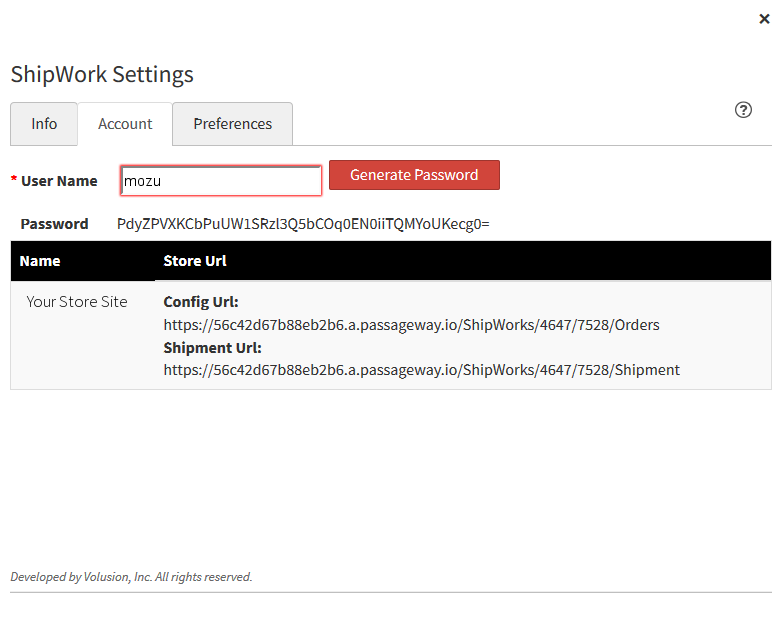 ×
ShipWork Settings
Info Account Preferences ?
* User Name mozu Generate Password
Password PdyZPVXKCbPuUW1SRzl3Q5bCOq0EN0iiTQMYoUKecg0=
Name Store Url
Your Store Site Config Url:
https://56c42d67b88eb2b6.a.passageway.io/ShipWorks/4647/7528/Orders
Shipment Url:
https://56c42d67b88eb2b6.a.passageway.io/ShipWorks/4647/7528/Shipment
Developed by Volusion, Inc. All rights reserved.